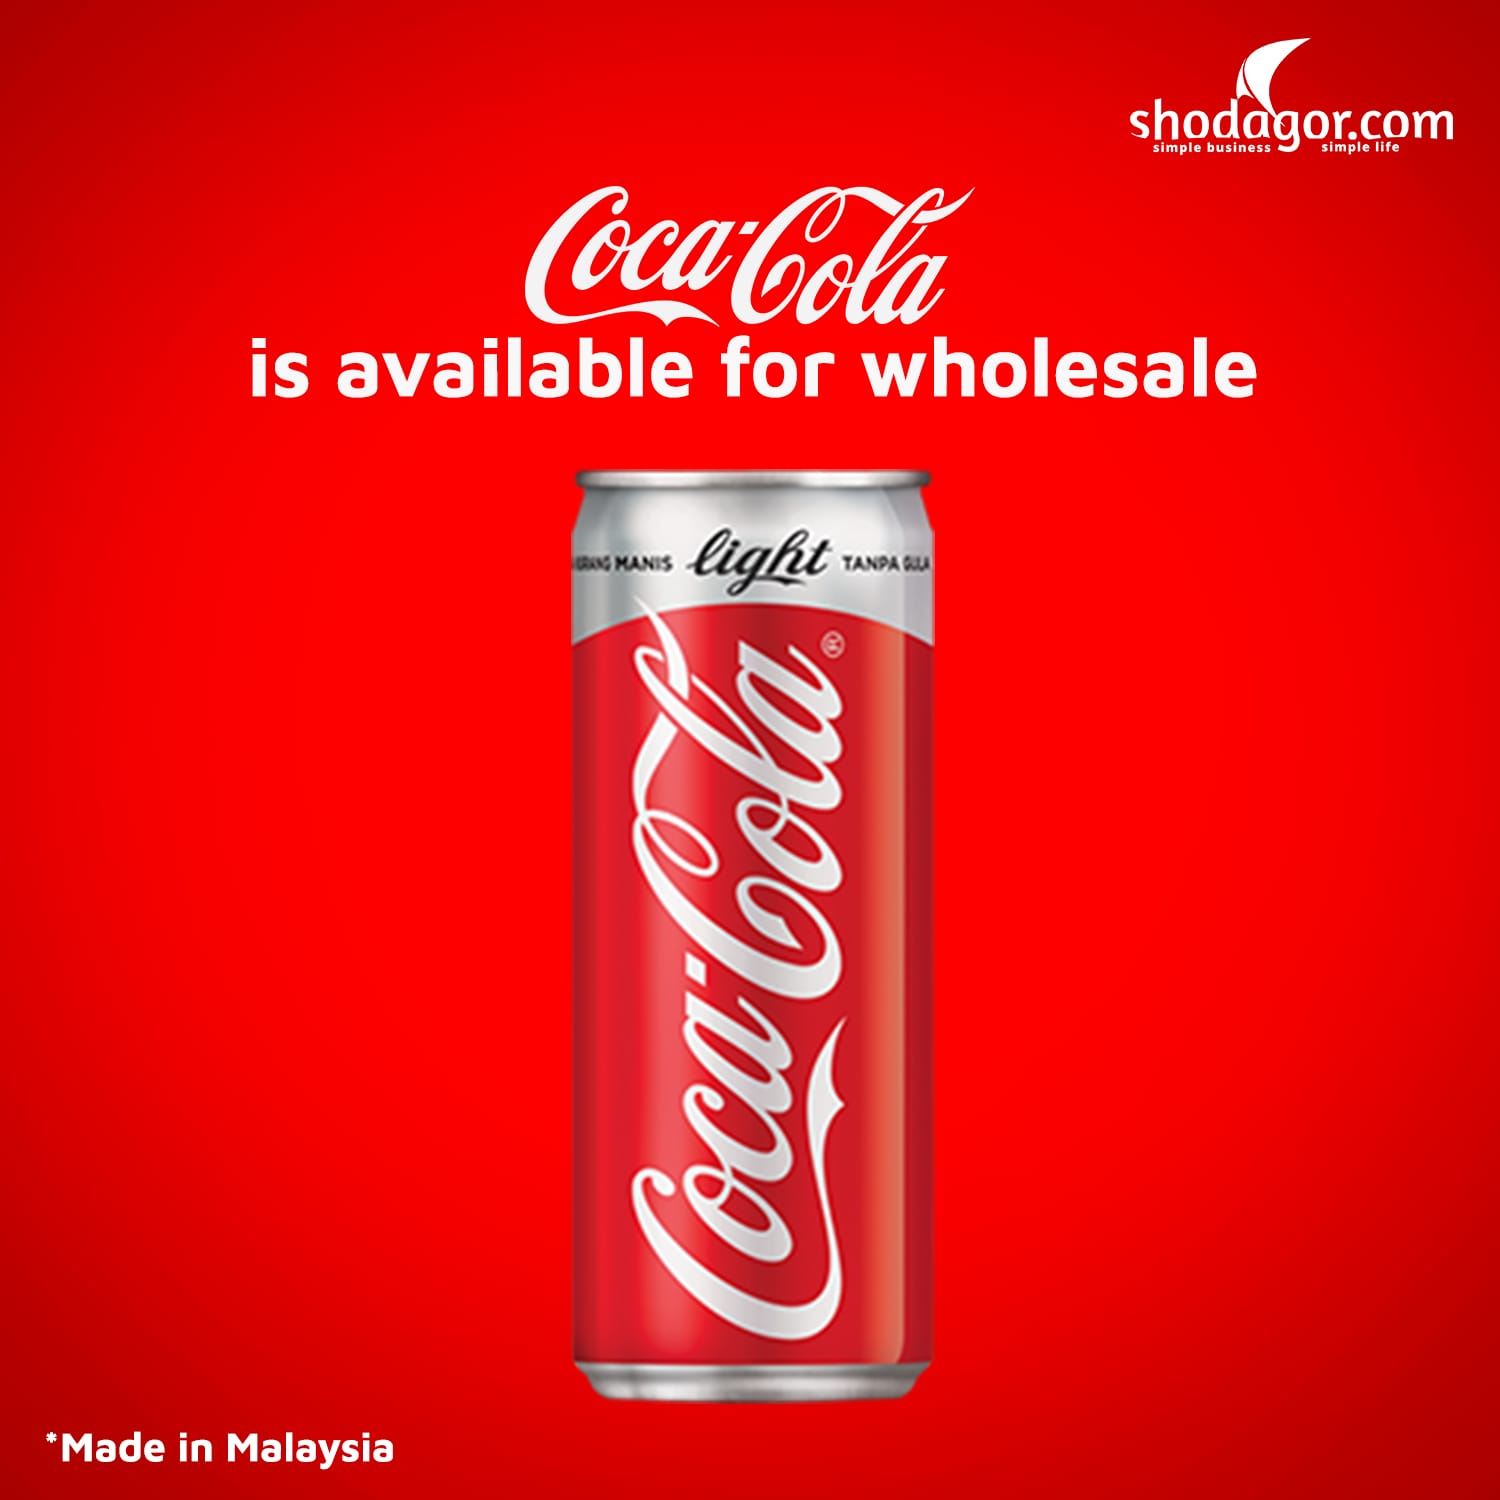 shodagor.com
simple business simple life
Coca-Cola
is available for wholesale
MANIS light TANPA GULA
Coca-Cola ®
*Made in Malaysia